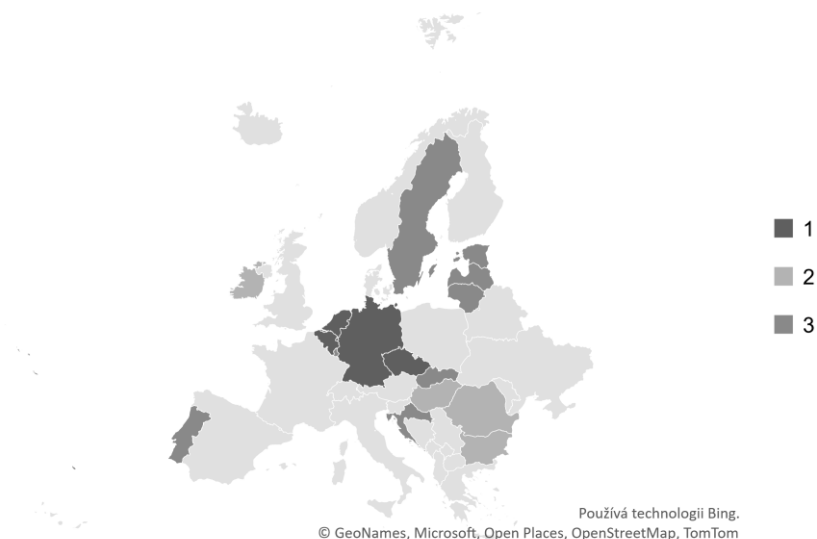 1
2
3
Používá technologii Bing.
© GeoNames, Microsoft, Open Places, OpenStreetMap, TomTom